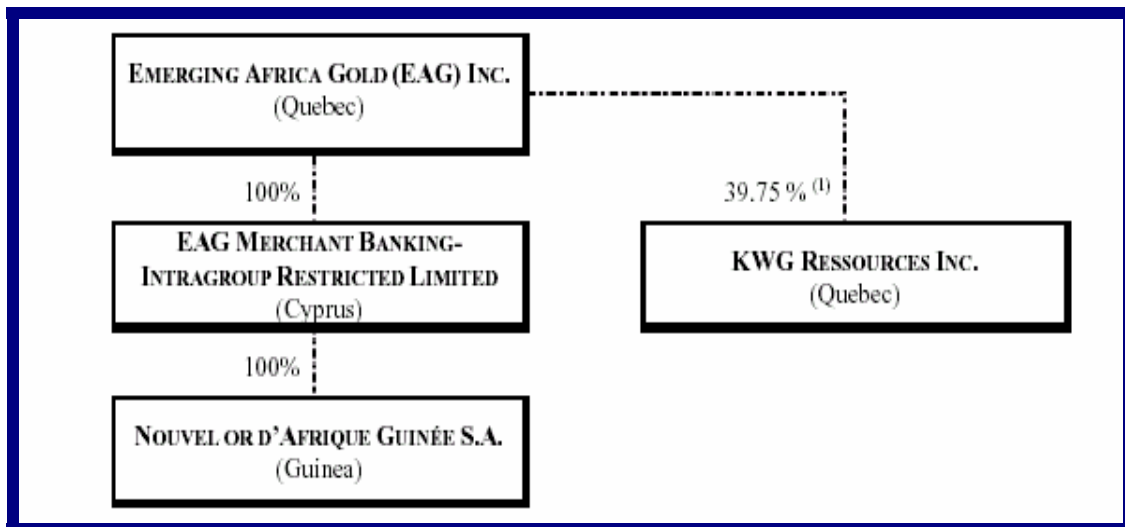 EMERGING AFRICA GOLD (EAG) INC.
(Quebec)
100%
39.75 % (1)
EAG MERCHANT BANKING-
INTRAGROUP RESTRICTED LIMITED
(Cyprus)
KWG RESSOURCES INC.
(Quebec)
100%
NOUVEL OR D'AFRIQUE GUINÉE S.A.
(Guinea)